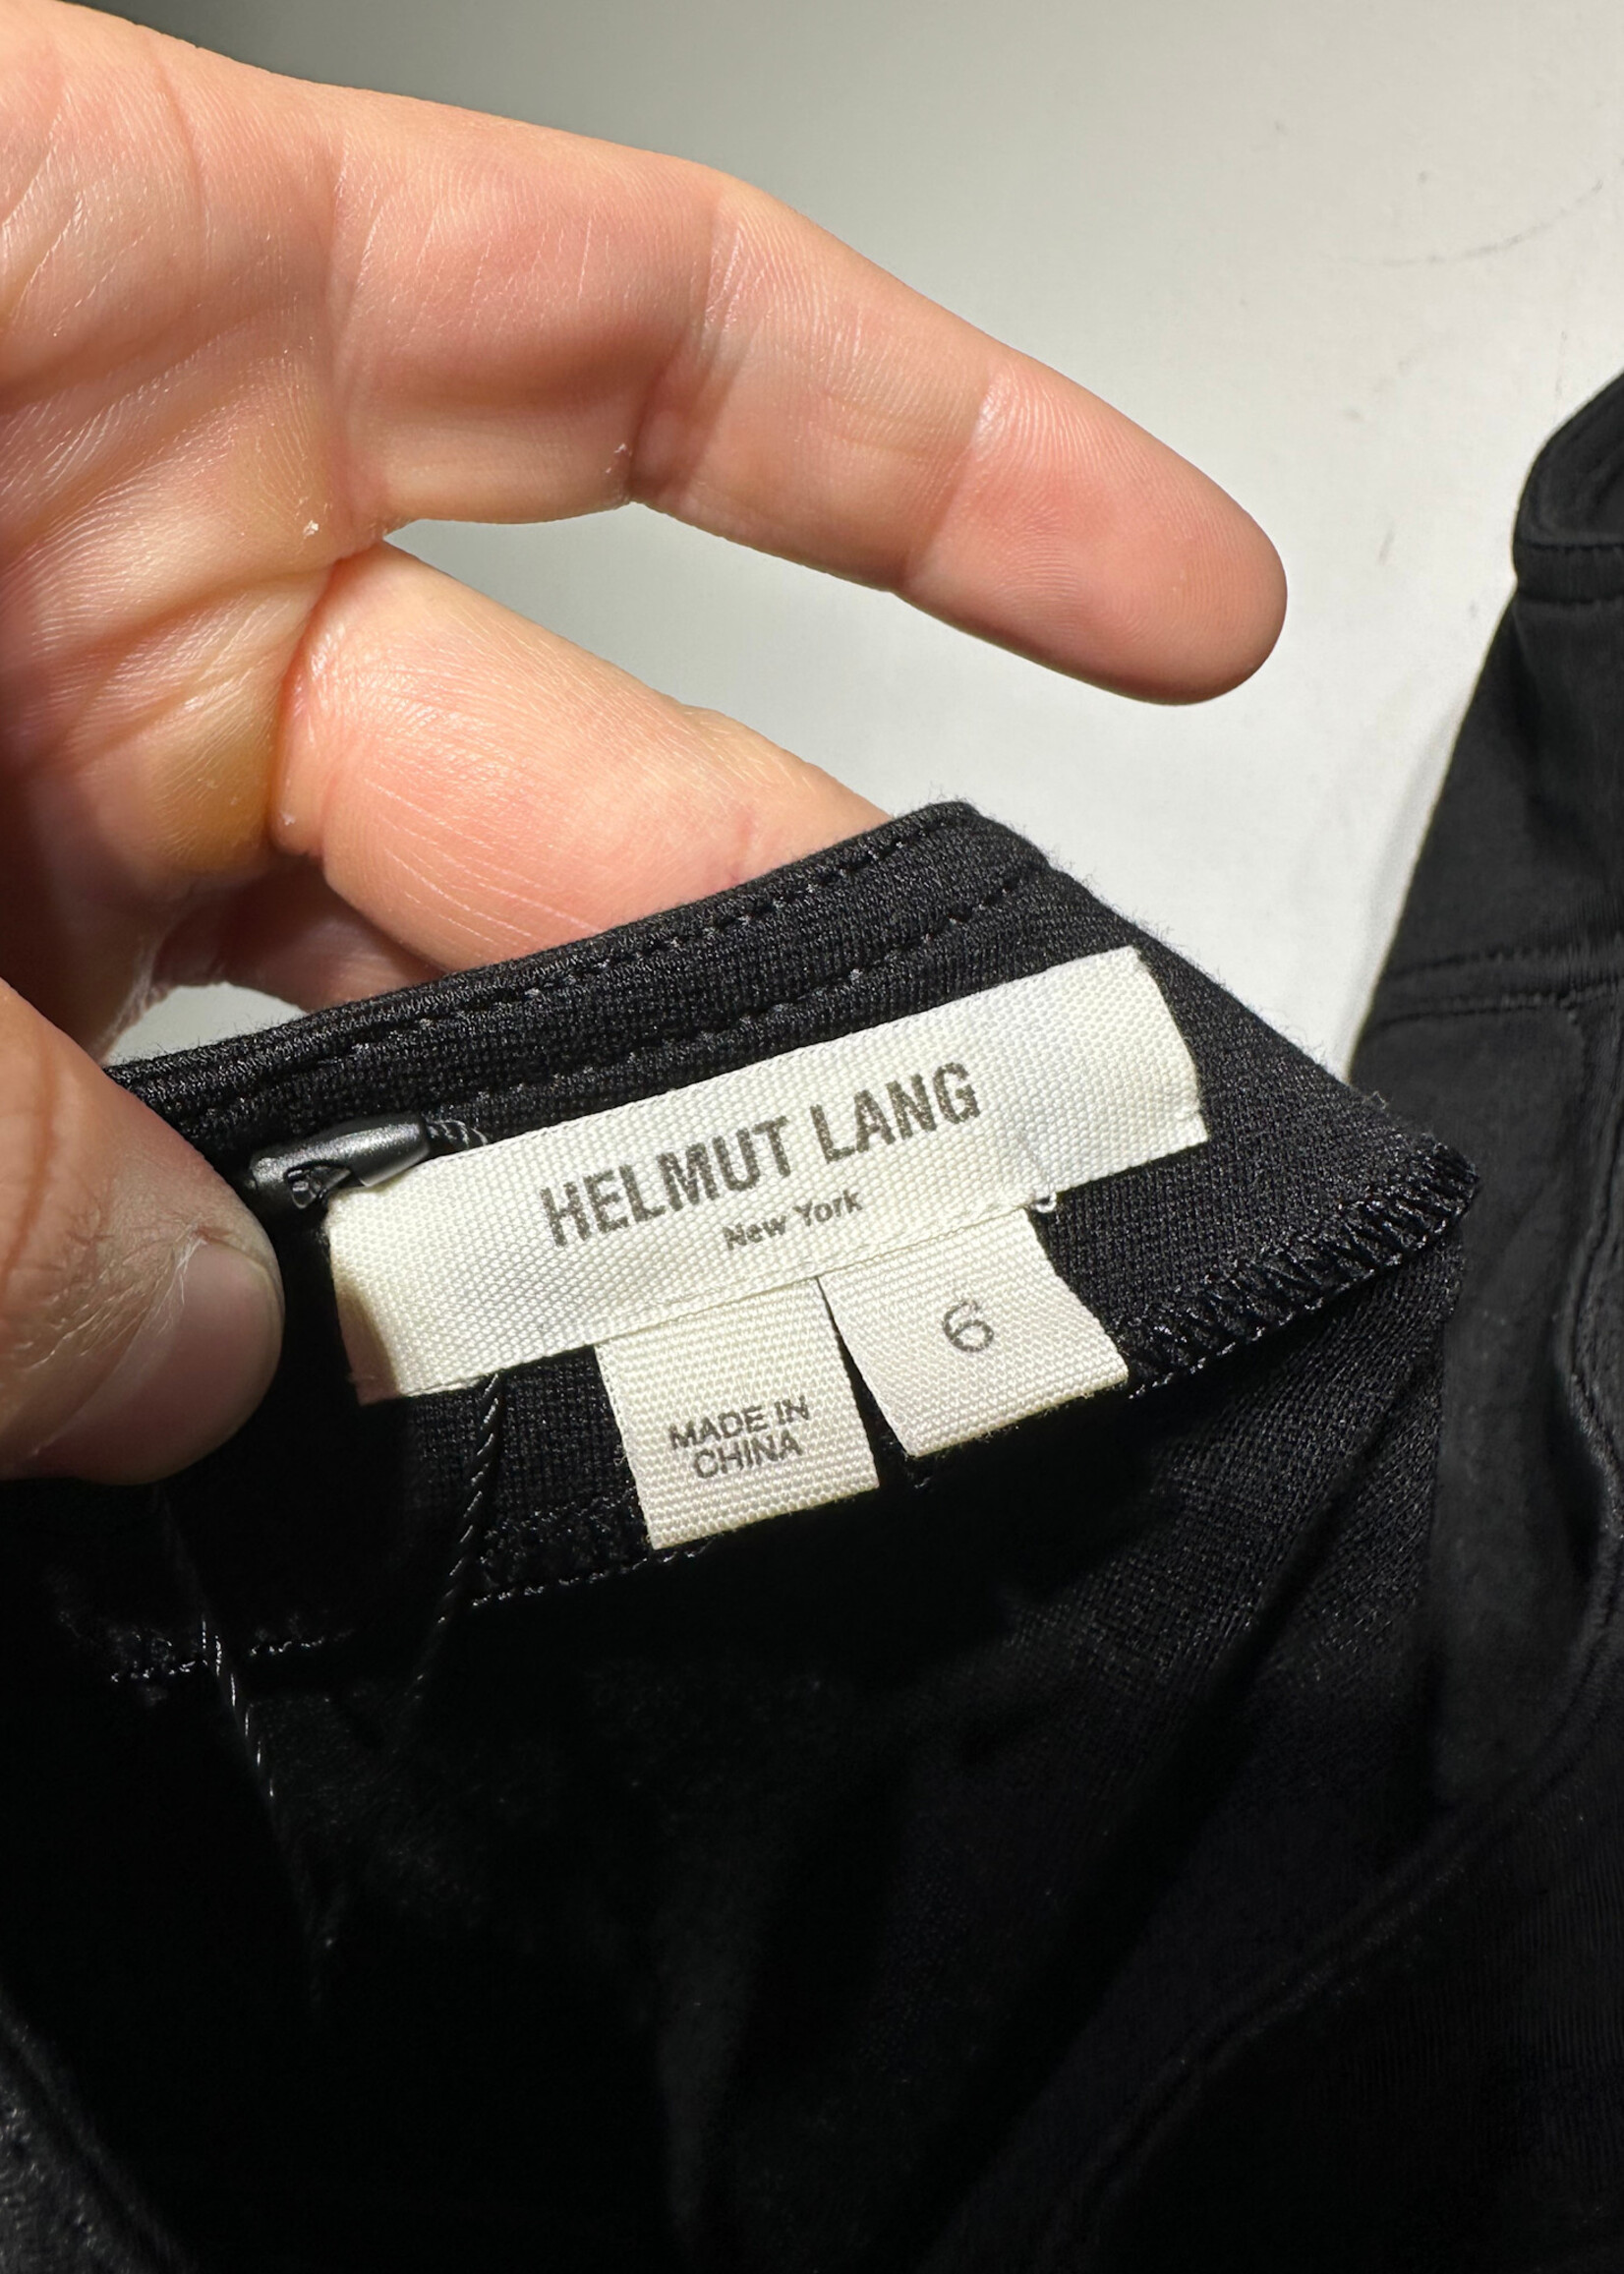 HELMUT LANG
New York
6
MADE IN
CHINA